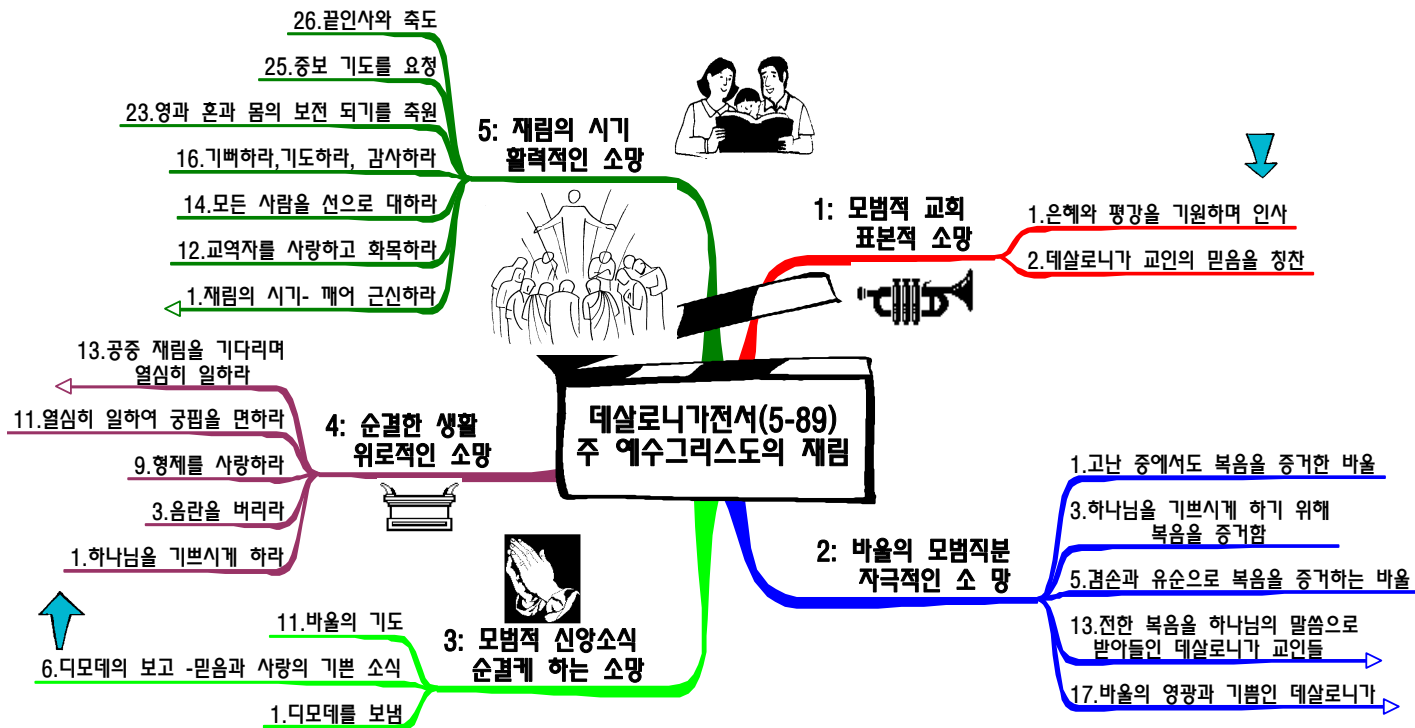 데살로니가전서(5-89)
주 예수그리스도의 재림
1: 모범적 교회
표본적 소망
1.은혜와 평강을 기원하며 인사
2.데살로니가 교인의 믿음을 칭찬
2: 바울의 모범직분
자극적인 소 망
1.고난 중에서도 복음을 증거한 바울
3.하나님을 기쁘시게 하기 위해
복음을 증거함
5.겸손과 유순으로 복음을 증거하는 바울
13.전한 복음을 하나님의 말씀으로
받아들인 데살로니가 교인들
17.바울의 영광과 기쁨인 데살로니가
3: 모범적 신앙소식
순결케 하는 소망
11.바울의 기도
6.디모데의 보고 -믿음과 사랑의 기쁜 소식
1.디모데를 보냄
4: 순결한 생활
위로적인 소망
13.공중 재림을 기다리며
열심히 일하라
11.열심히 일하여 궁핍을 면하라
9.형제를 사랑하라
3.음란을 버리라
1.하나님을 기쁘시게 하라
5: 재림의 시기
활력적인 소망
26.끝인사와 축도
25.중보 기도를 요청
23.영과 혼과 몸의 보전 되기를 축원
16.기뻐하라,기도하라, 감사하라
14.모든 사람을 선으로 대하라
12.교역자를 사랑하고 화목하라
1.재림의 시기- 깨어 근신하라